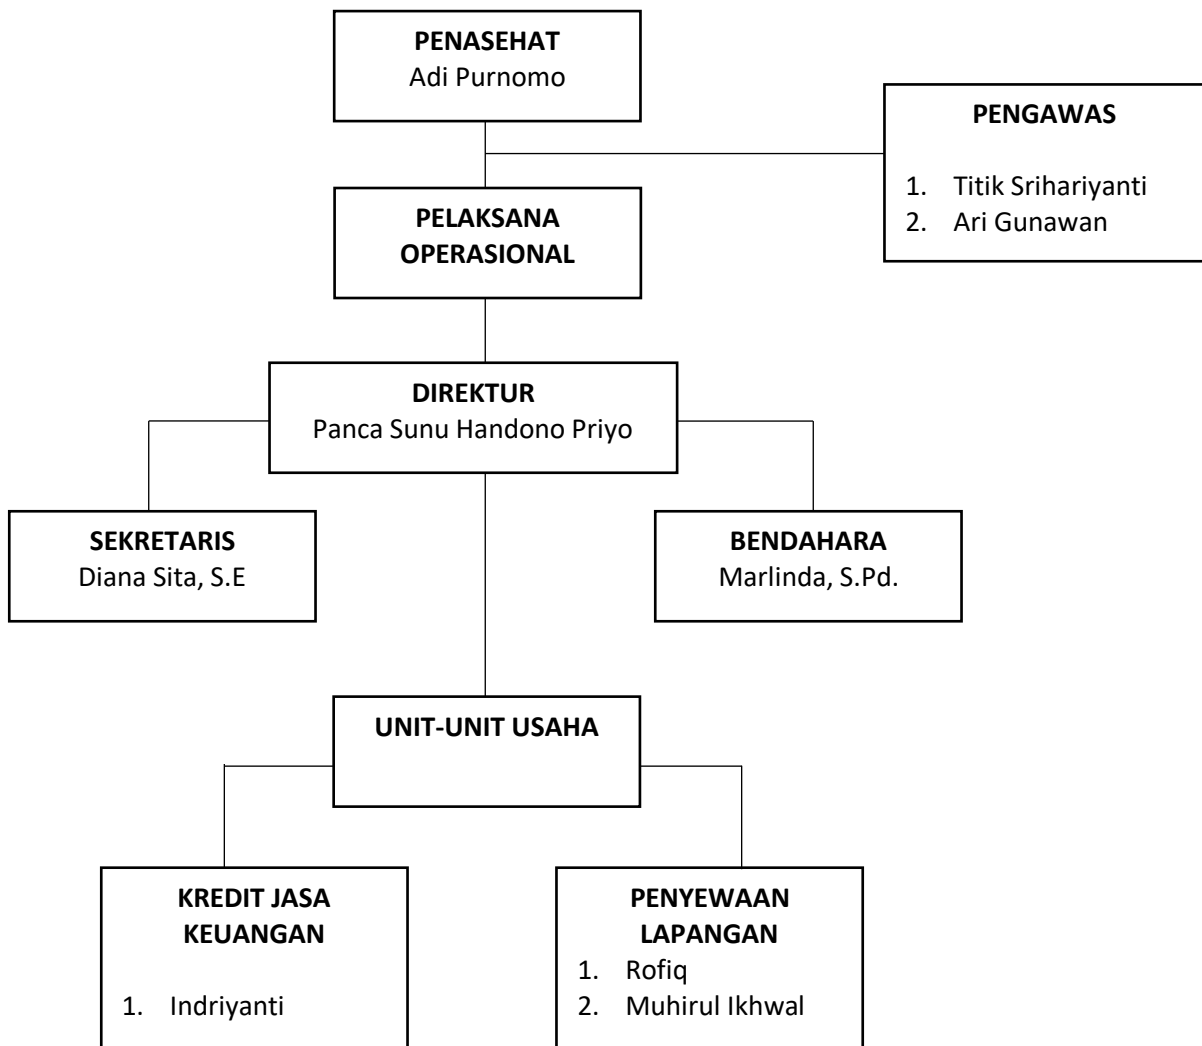 PENASEHAT
Adi Purnomo
PENGAWAS
1. Titik Srihariyanti
2. Ari Gunawan
PELAKSANA
OPERASIONAL
DIREKTUR
Panca Sunu Handono Priyo
SEKRETARIS
Diana Sita, S.E
BENDAHARA
Marlinda, S.Pd.
UNIT-UNIT USAHA
KREDIT JASA
KEUANGAN
1. Indriyanti
PENYEWAAN
LAPANGAN
1. Rofiq
2. Muhirul Ikhwal